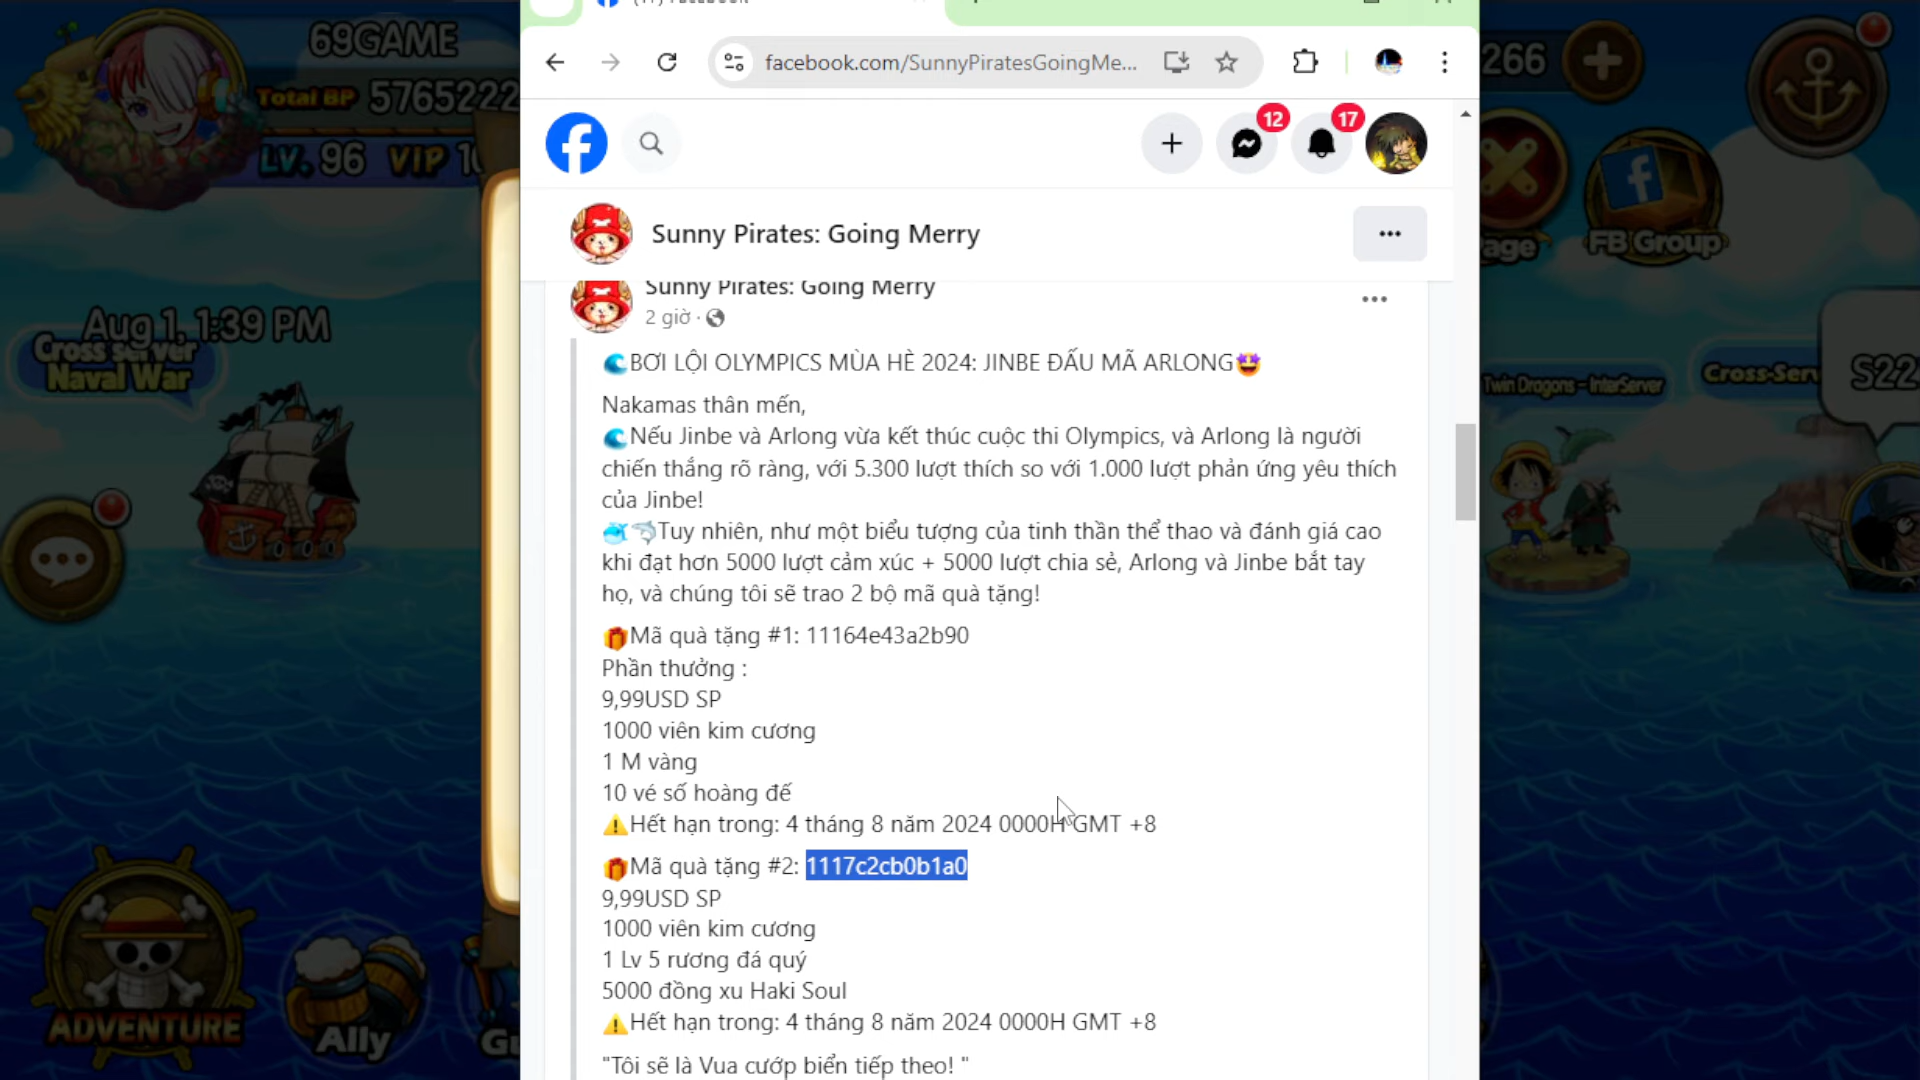 69GAME
Total BP 5765222
LV. 96 VIP
Aug 1, 1:39 PM
Cross server
Naval War
ADVENTURE
Ally
facebook.com/SunnyPiratesGoingMe...
12
17
Sunny Pirates: Going Merry
Sunny Pirates: Going Merry
2 giờ
🌊BƠI LỘI OLYMPICS MÙA HÈ 2024: JINBE ĐẤU MÃ ARLONG🤩
Nakamas thân mến,
🌊Nếu Jinbe và Arlong vừa kết thúc cuộc thi Olympics, và Arlong là người
chiến thắng rõ ràng, với 5.300 lượt thích so với 1.000 lượt phản ứng yêu thích
của Jinbe!
🐳🦈Tuy nhiên, như một biểu tượng của tinh thần thể thao và đánh giá cao
khi đạt hơn 5000 lượt cảm xúc + 5000 lượt chia sẻ, Arlong và Jinbe bắt tay
họ, và chúng tôi sẽ trao 2 bộ mã quà tặng!
🎁Mã quà tặng #1: 11164e43a2b90
Phần thưởng :
9,99USD SP
1000 viên kim cương
1 M vàng
10 vé số hoàng đế
⚠️Hết hạn trong: 4 tháng 8 năm 2024 0000H GMT +8
🎁Mã quà tặng #2: 1117c2cb0b1a0
9,99USD SP
1000 viên kim cương
1 Lv 5 rương đá quý
5000 đồng xu Haki Soul
⚠️Hết hạn trong: 4 tháng 8 năm 2024 0000H GMT +8
"Tôi sẽ là Vua cướp biển tiếp theo! "
266
FB Group
Twin Dragons - InterServer
S22